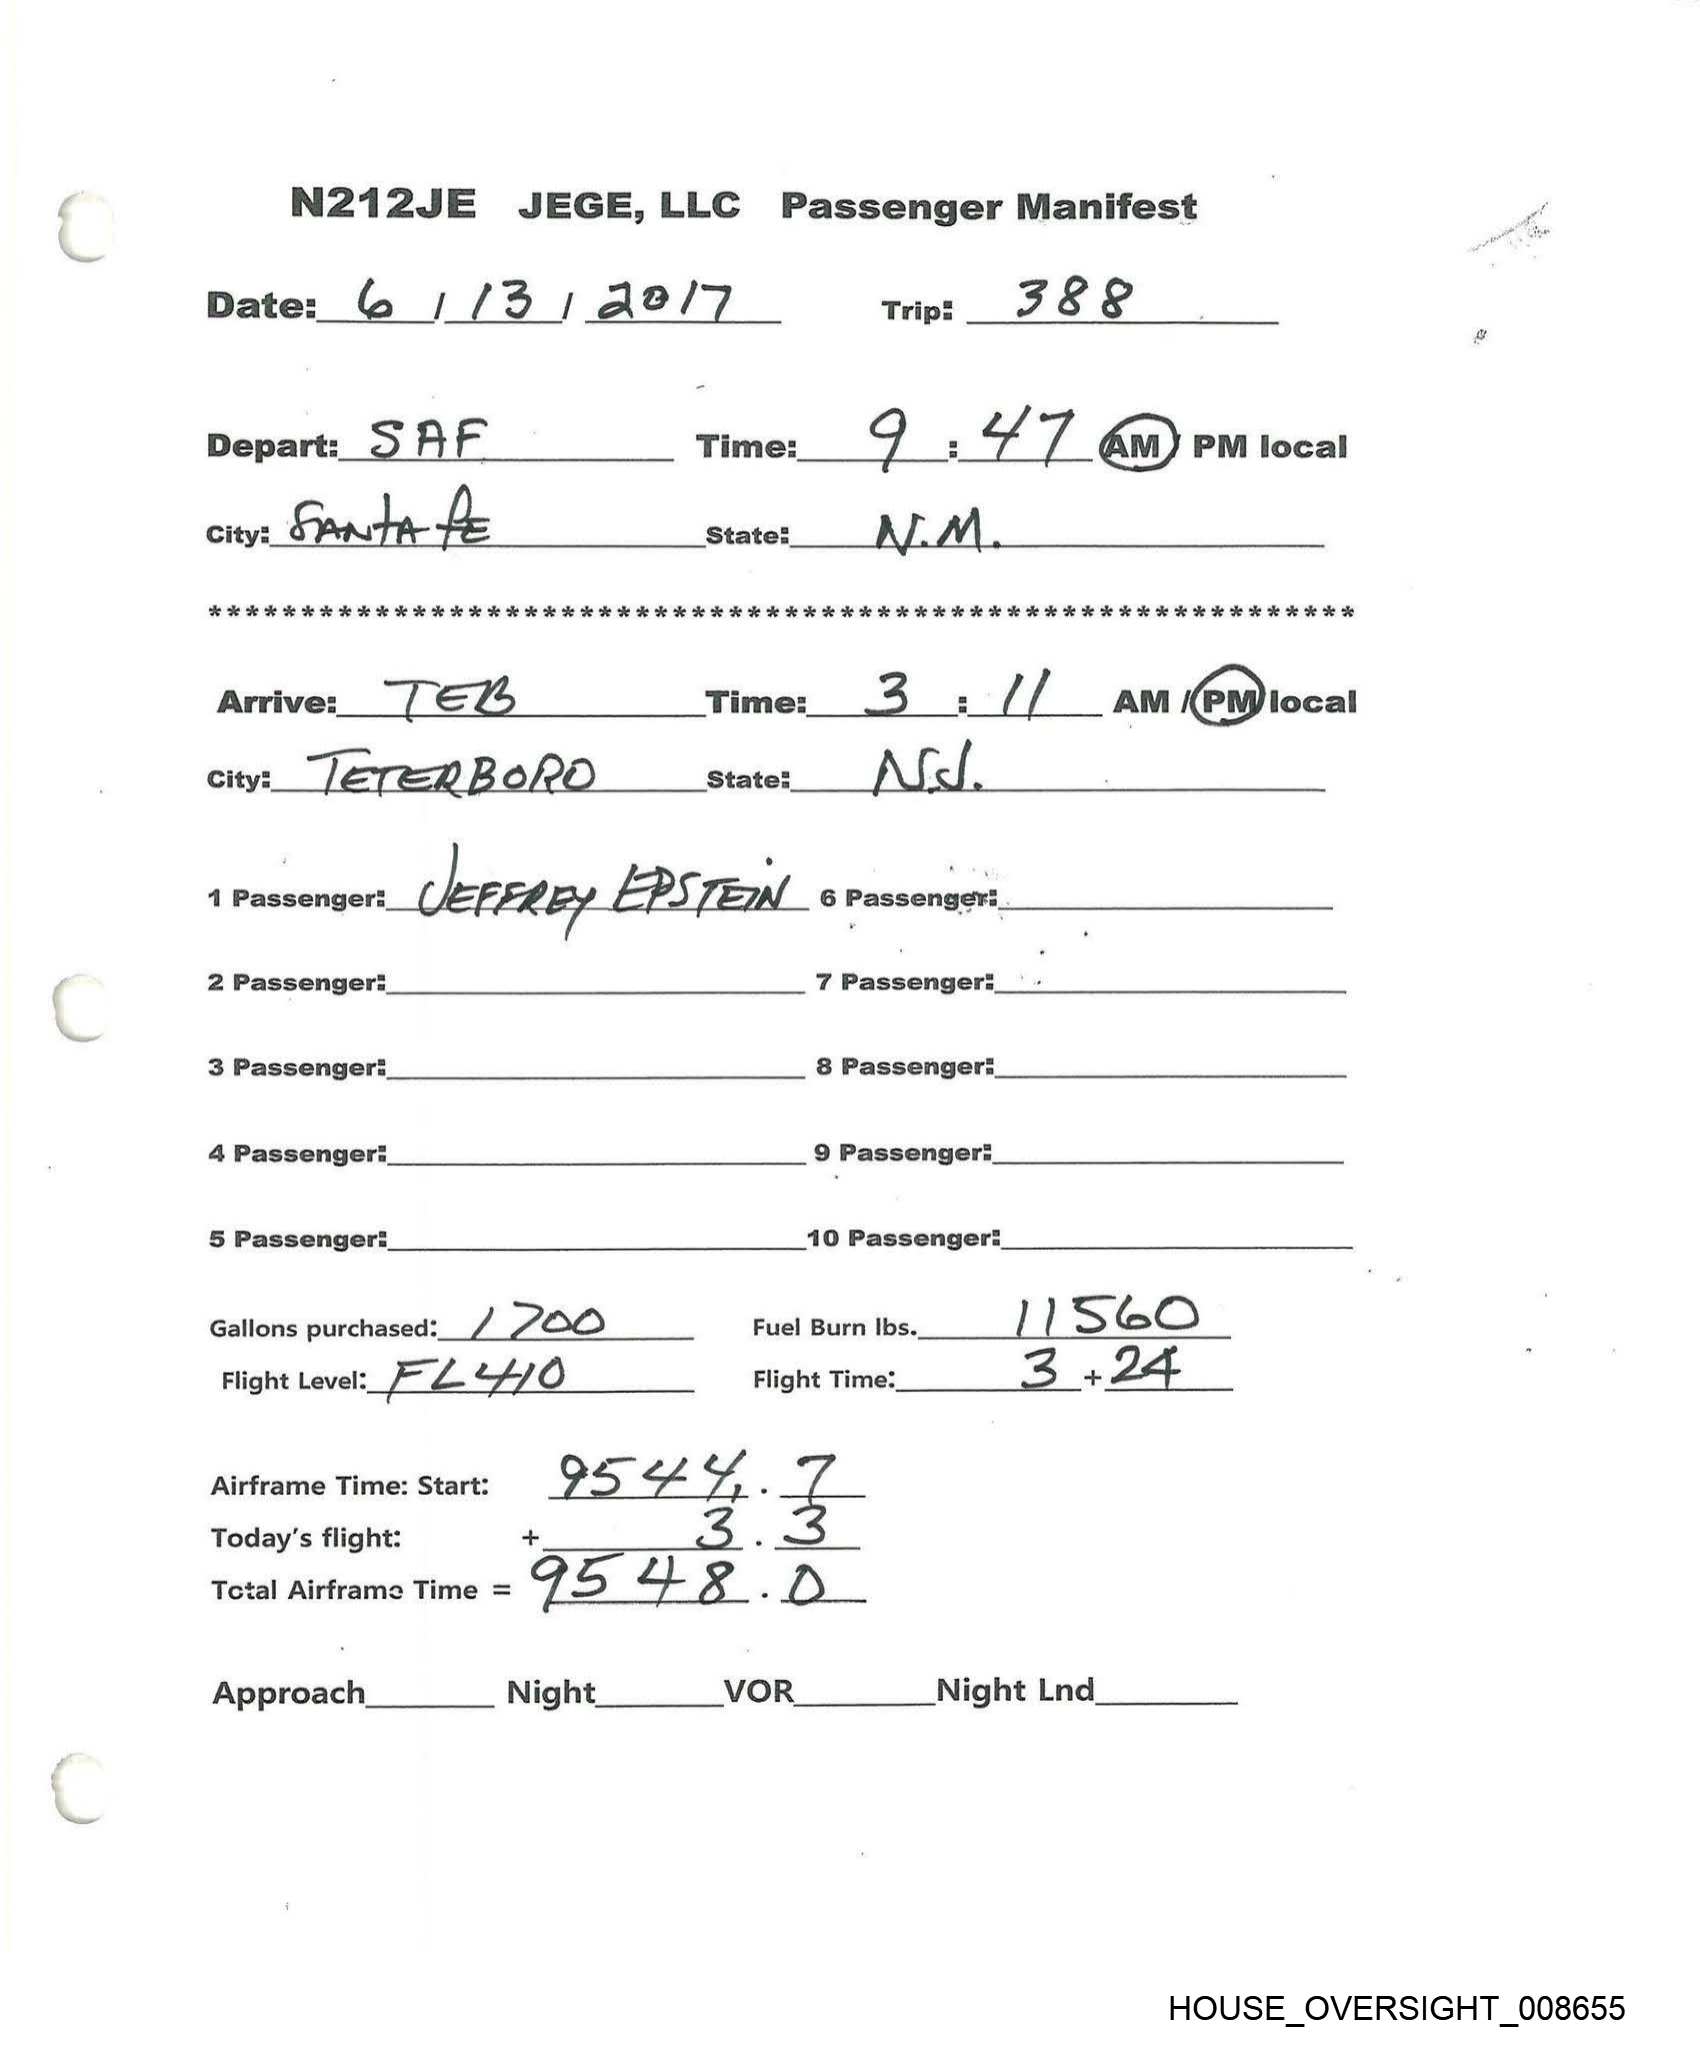 N212JE JEGE, LLC Passenger Manifest
Date: 6 / 13 / 2017 Trip: 388
Depart: SAF Time: 9 : 47 AM / PM local
City: SANTA FE State: N.M.
**************************************************************
Arrive: TEB Time: 3 : 11 AM / PM local
City: TETERBORO State: N.J.
1 Passenger: JEFFREY EPSTEIN 6 Passenger:
2 Passenger: 7 Passenger:
3 Passenger: 8 Passenger:
4 Passenger: 9 Passenger:
5 Passenger: 10 Passenger:
Gallons purchased: 1700 Fuel Burn lbs. 11560
Flight Level: FL410 Flight Time: 3 + 24
Airframe Time: Start: 9544 . 7
Today's flight: + 3 . 3
Total Airframe Time = 9548 . 0
Approach Night VOR Night Lnd
HOUSE_OVERSIGHT_008655